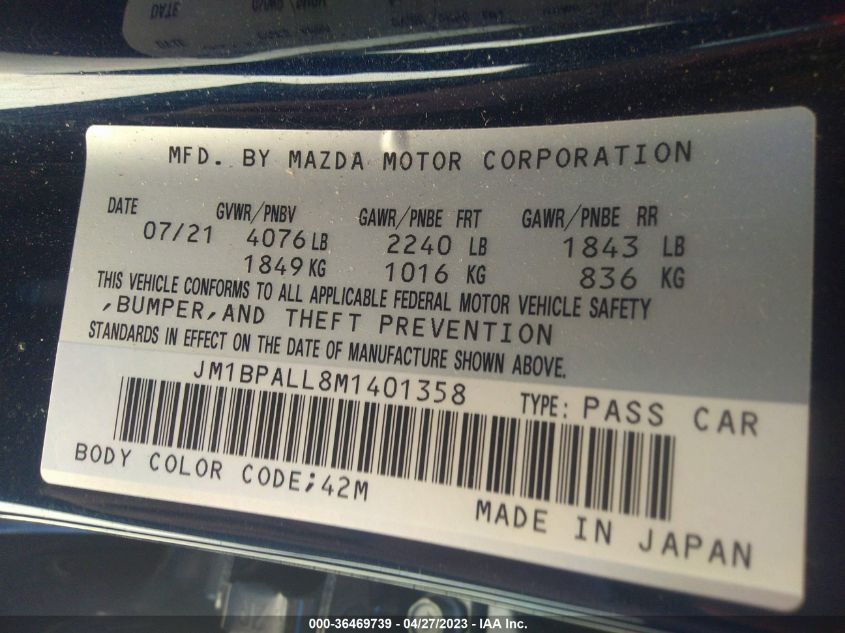 MFD. BY MAZDA MOTOR CORPORATION
DATE GVWR/PNBV GAWR/PNBE FRT GAWR/PNBE RR
07/21 4076 LB 2240 LB 1843 LB
1849 KG 1016 KG 836 KG
THIS VEHICLE CONFORMS TO ALL APPLICABLE FEDERAL MOTOR VEHICLE SAFETY
,BUMPER,AND THEFT PREVENTION
STANDARDS IN EFFECT ON THE DATE OF MANUFACTURE SHOWN ABOVE.
JM1BPALL8M1401358 TYPE: PASS CAR
BODY COLOR CODE;42M
MADE IN JAPAN
000-36469739 - 04/27/2023 - © IAA Inc.